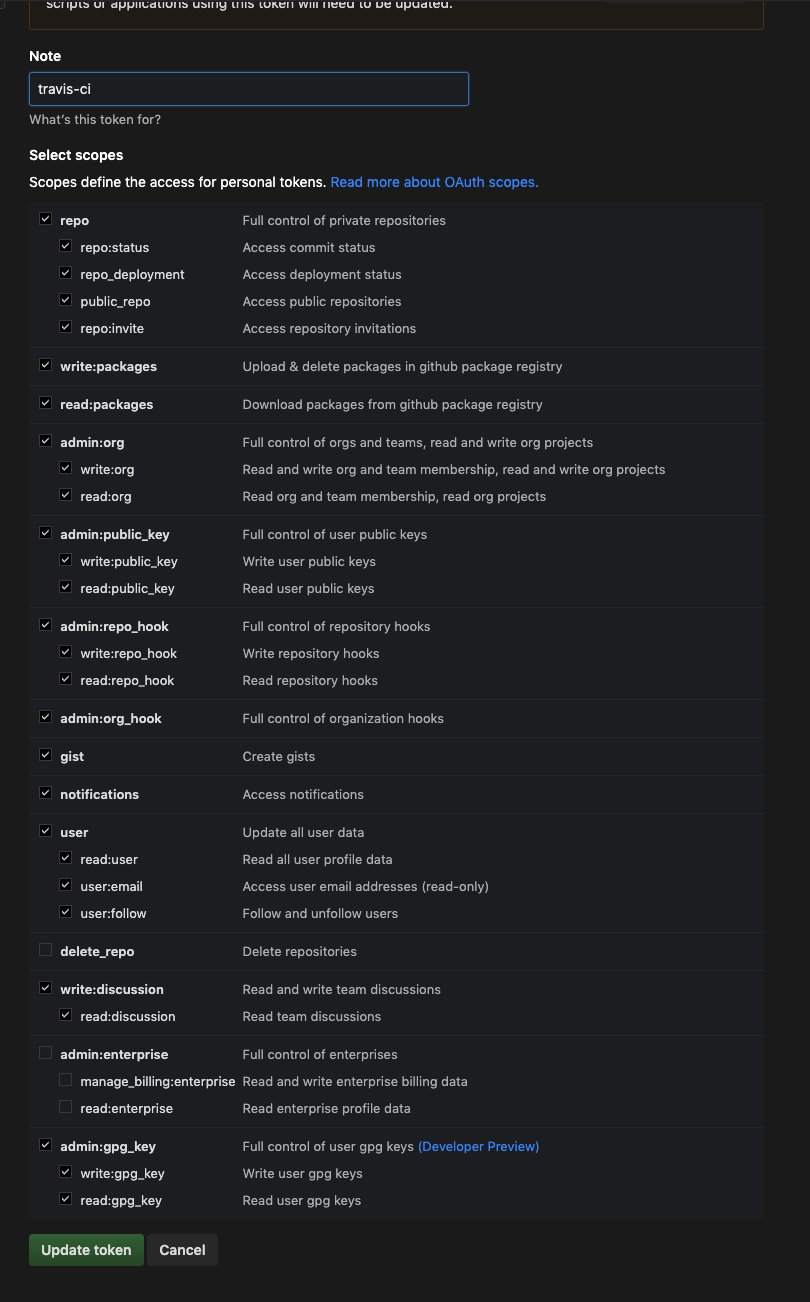 scripts or applications using this token will need to be updated.
Note
travis-ci
What's this token for?
Select scopes
Scopes define the access for personal tokens. Read more about OAuth scopes.
repo Full control of private repositories
repo:status Access commit status
repo_deployment Access deployment status
public_repo Access public repositories
repo:invite Access repository invitations
write:packages Upload & delete packages in github package registry
read:packages Download packages from github package registry
admin:org Full control of orgs and teams, read and write org projects
write:org Read and write org and team membership, read and write org projects
read:org Read org and team membership, read org projects
admin:public_key Full control of user public keys
write:public_key Write user public keys
read:public_key Read user public keys
admin:repo_hook Full control of repository hooks
write:repo_hook Write repository hooks
read:repo_hook Read repository hooks
admin:org_hook Full control of organization hooks
gist Create gists
notifications Access notifications
user Update all user data
read:user Read all user profile data
user:email Access user email addresses (read-only)
user:follow Follow and unfollow users
delete_repo Delete repositories
write:discussion Read and write team discussions
read:discussion Read team discussions
admin:enterprise Full control of enterprises
manage_billing:enterprise Read and write enterprise billing data
read:enterprise Read enterprise profile data
admin:gpg_key Full control of user gpg keys (Developer Preview)
write:gpg_key Write user gpg keys
read:gpg_key Read user gpg keys
Update token Cancel